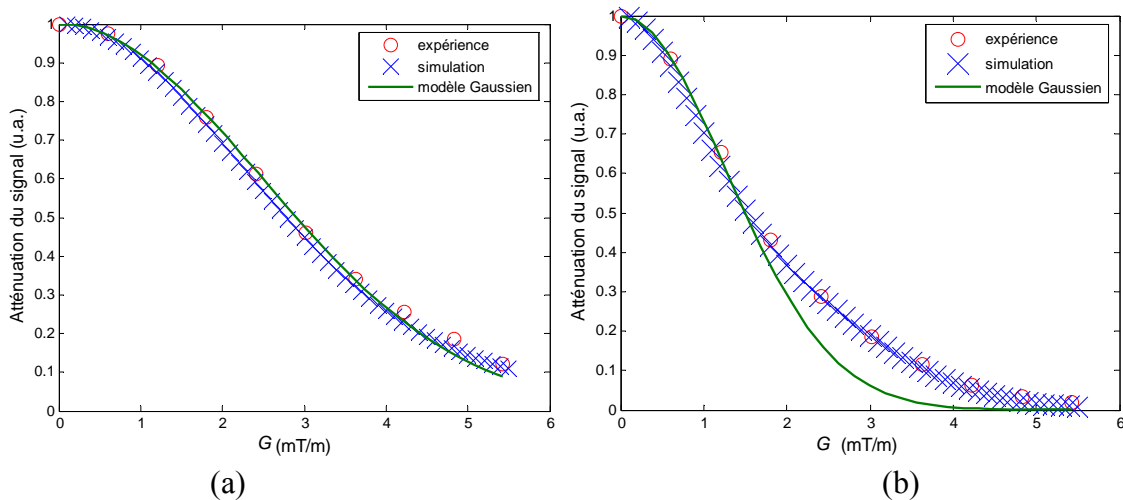 1
0.9
0.8
0.7
0.6
0.5
0.4
0.3
0.2
0.1
0
0 1 2 3 4 5 6
Atténuation du signal (u.a.)
G (mT/m)
expérience
simulation
modèle Gaussien
(a)
1
0.9
0.8
0.7
0.6
0.5
0.4
0.3
0.2
0.1
0
0 1 2 3 4 5 6
Atténuation du signal (u.a.)
G (mT/m)
expérience
simulation
modèle Gaussien
(b)